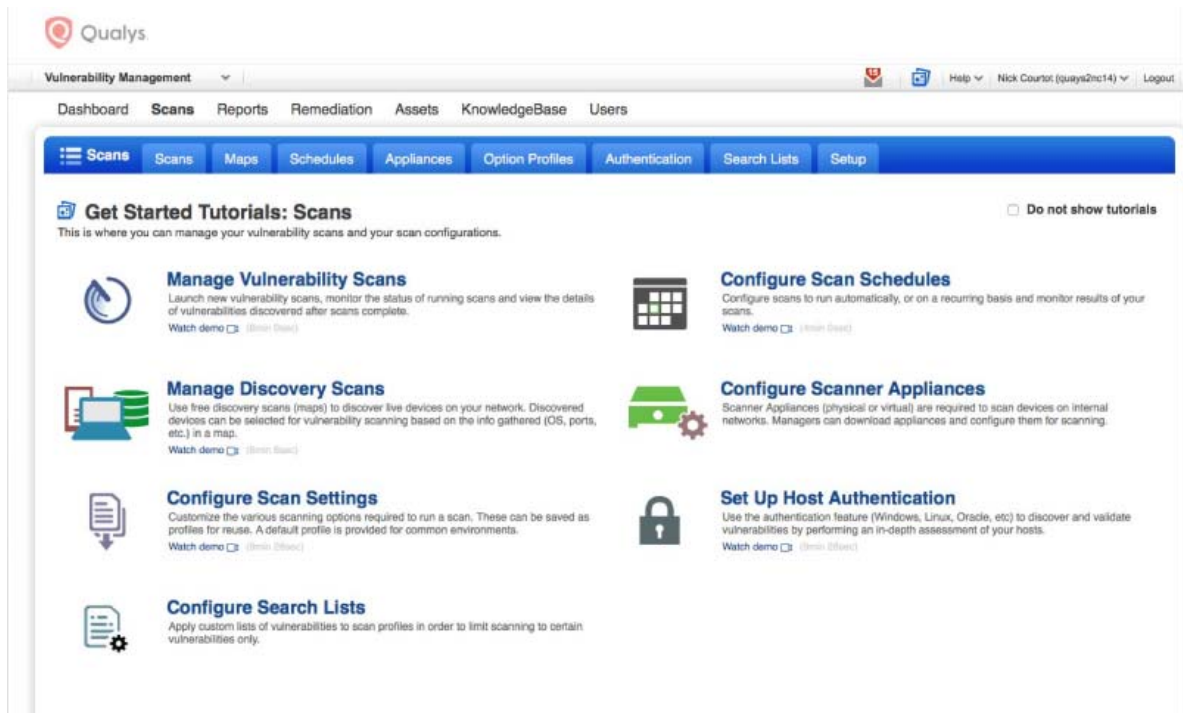 Qualys.
Vulnerability Management
15
Help Nick Courtot (quays2nc14) Logout
Dashboard Scans Reports Remediation Assets KnowledgeBase Users
Scans Scans Maps Schedules Appliances Option Profiles Authentication Search Lists Setup
Get Started Tutorials: Scans
Do not show tutorials
This is where you can manage your vulnerability scans and your scan configurations.
Manage Vulnerability Scans
Launch new vulnerability scans, monitor the status of running scans and view the details
of vulnerabilities discovered after scans complete.
Watch demo
Configure Scan Schedules
Configure scans to run automatically, or on a recurring basis and monitor results of your
scans.
Watch demo
Manage Discovery Scans
Use free discovery scans (maps) to discover live devices on your network. Discovered
devices can be selected for vulnerability scanning based on the info gathered (OS, ports,
etc.) in a map.
Watch demo
Configure Scanner Appliances
Scanner Appliances (physical or virtual) are required to scan devices on internal
networks. Managers can download appliances and configure them for scanning.
Configure Scan Settings
Customize the various scanning options required to run a scan. These can be saved as
profiles for reuse. A default profile is provided for common environments.
Watch demo
Set Up Host Authentication
Use the authentication feature (Windows, Linux, Oracle, etc) to discover and validate
vulnerabilities by performing an in-depth assessment of your hosts.
Watch demo
Configure Search Lists
Apply custom lists of vulnerabilities to scan profiles in order to limit scanning to certain
vulnerabilities only.